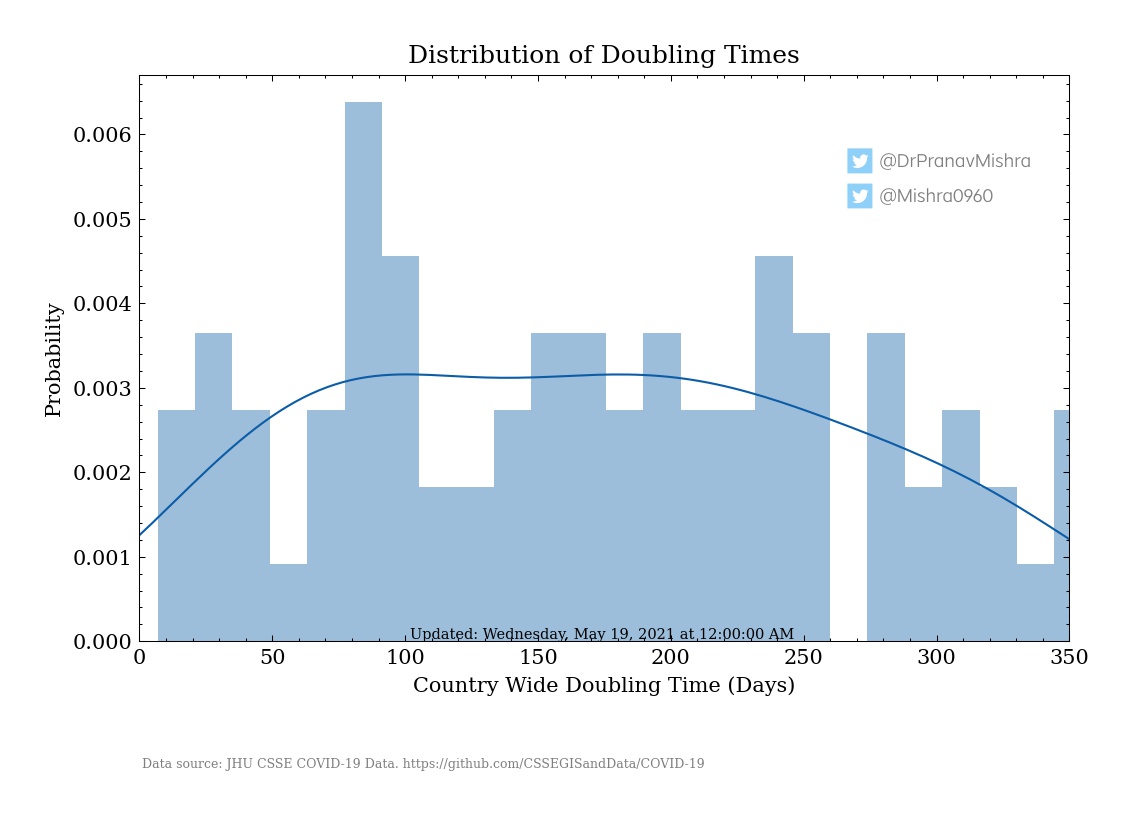 Distribution of Doubling Times
0.006
0.005
0.004
0.003
0.002
0.001
0.000
Probability
@DrPranavMishra
@Mishra0960
Updated: Wednesday, May 19, 2021 at 12:00:00 AM
0 50 100 150 200 250 300 350
Country Wide Doubling Time (Days)
Data source: JHU CSSE COVID-19 Data. https://github.com/CSSEGISandData/COVID-19